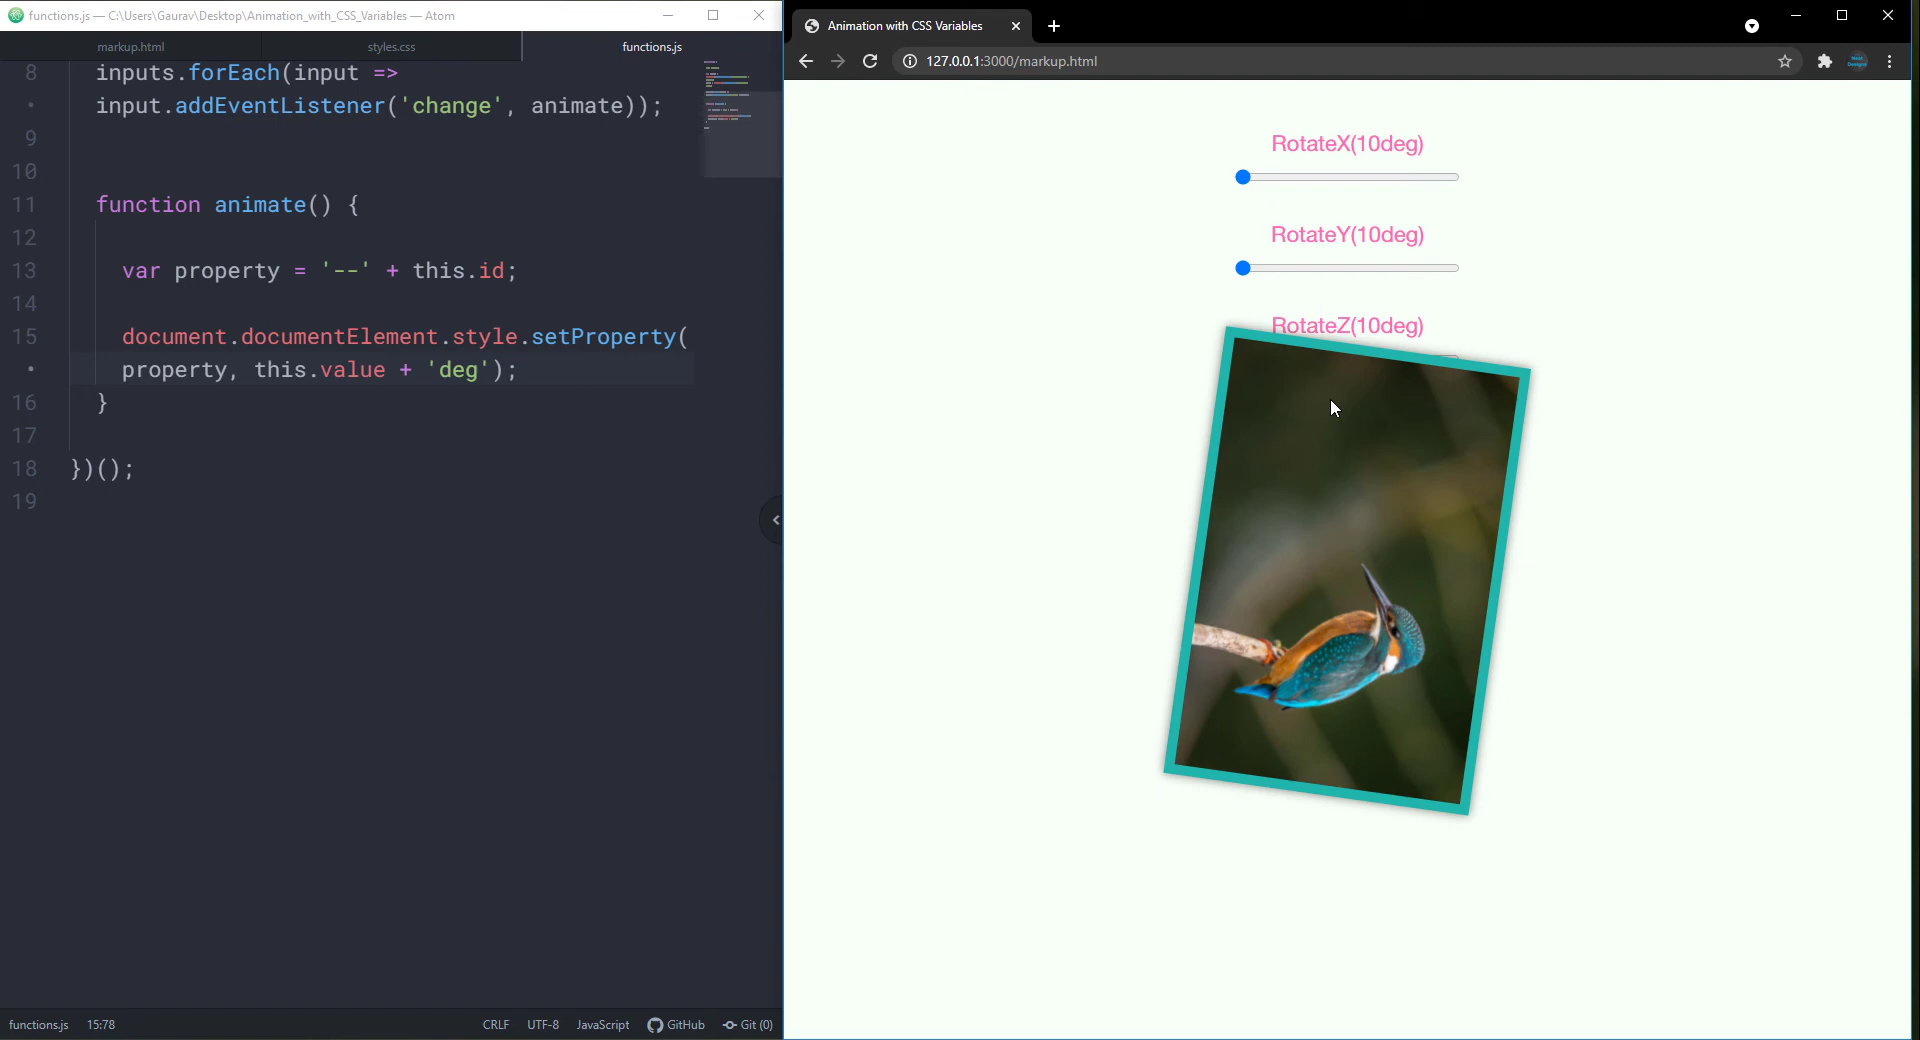 functions.js — C:\Users\Gaurav\Desktop\Animation_with_CSS_Variables — Atom
markup.html
styles.css
functions.js
8 inputs.forEach(input =>
• input.addEventListener('change', animate));
9
10
11 function animate() {
12
13 var property = '--' + this.id;
14
15 document.documentElement.style.setProperty(
• property, this.value + 'deg');
16 }
17
18 })();
19
functions.js 15:78 CRLF UTF-8 JavaScript GitHub Git (0)
Animation with CSS Variables
127.0.0.1:3000/markup.html
RotateX(10deg)
RotateY(10deg)
RotateZ(10deg)